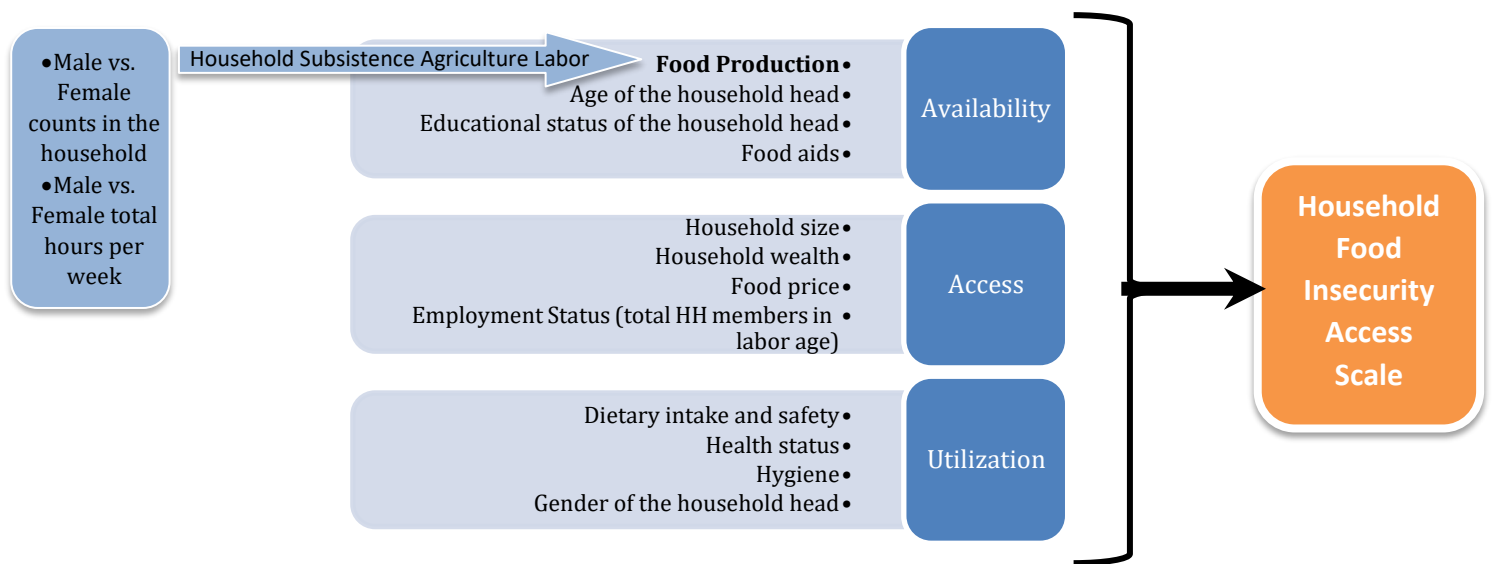 •Male vs.
Female
counts in the
household
•Male vs.
Female total
hours per
week
Household Subsistence Agriculture Labor
Food Production•
Age of the household head•
Educational status of the household head•
Food aids•
Availability
Household size•
Household wealth•
Food price•
Employment Status (total HH members in •
labor age)
Access
Dietary intake and safety•
Health status•
Hygiene•
Gender of the household head•
Utilization
Household
Food
Insecurity
Access
Scale